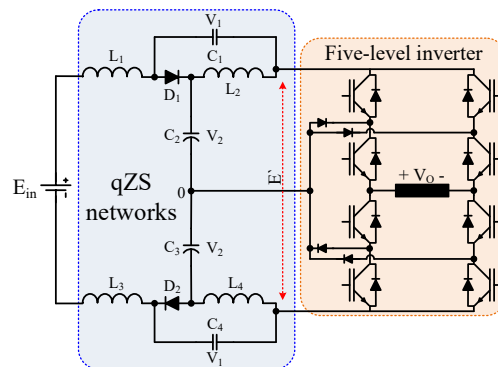 V1
C1
Five-level inverter
L1
D1
L2
C2
V2
E
Ein
+
-
qZS
networks
0
+ VO -
C3
V2
L3
D2
L4
C4
V1